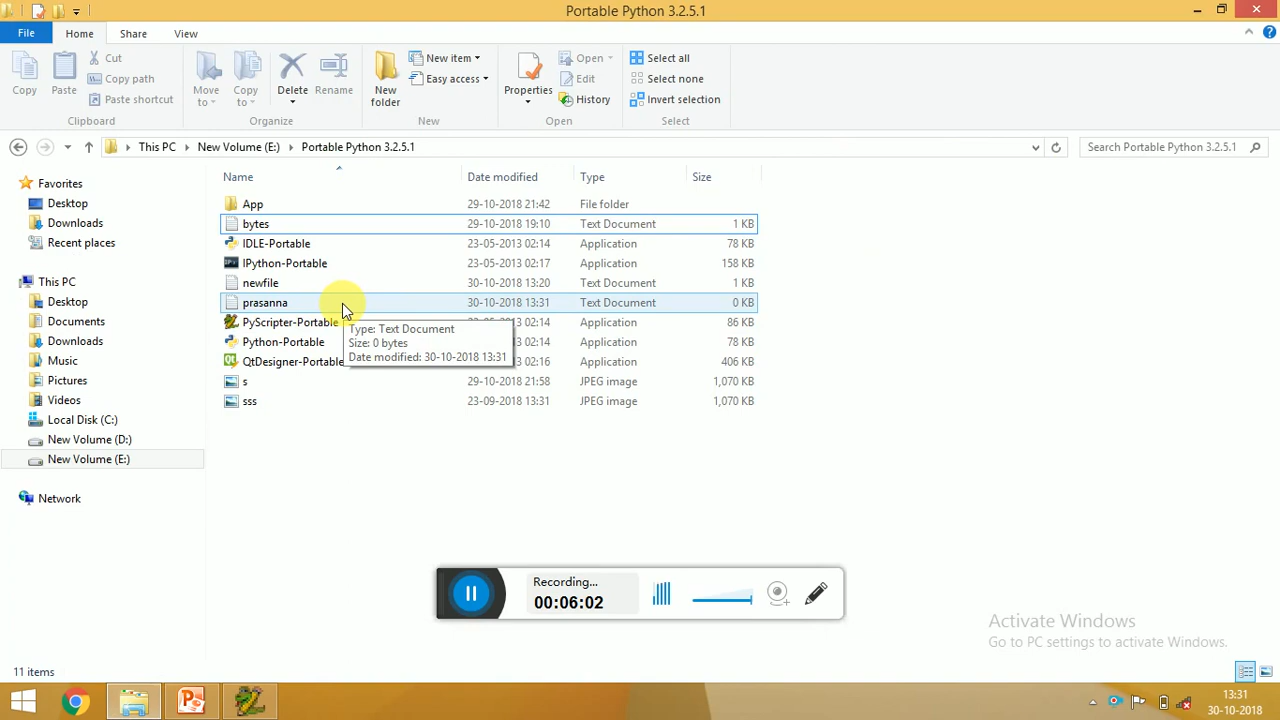 Portable Python 3.2.5.1
File Home Share View
Copy Paste Cut Copy path Paste shortcut
Move to Copy to Delete Rename
New folder New item Easy access
Properties Open Edit History
Select all Select none Invert selection
Clipboard Organize New Open Select
This PC New Volume (E:) Portable Python 3.2.5.1 Search Portable Python 3.2.5.1
Name Date modified Type Size
App 29-10-2018 21:42 File folder
bytes 29-10-2018 19:10 Text Document 1 KB
IDLE-Portable 23-05-2013 02:14 Application 78 KB
IPython-Portable 23-05-2013 02:17 Application 158 KB
newfile 30-10-2018 13:20 Text Document 1 KB
prasanna 30-10-2018 13:31 Text Document 0 KB
PyScripter-Portable 02:14 Application 86 KB
Python-Portable 02:14 Application 78 KB
QtDesigner-Portable 02:16 Application 406 KB
s 29-10-2018 21:58 JPEG image 1,070 KB
sss 23-09-2018 13:31 JPEG image 1,070 KB
Type: Text Document
Size: 0 bytes
Date modified: 30-10-2018 13:31
Favorites
Desktop
Downloads
Recent places
This PC
Desktop
Documents
Downloads
Music
Pictures
Videos
Local Disk (C:)
New Volume (D:)
New Volume (E:)
Network
Recording...
00:06:02
Activate Windows
Go to PC settings to activate Windows.
11 items
13:31
30-10-2018